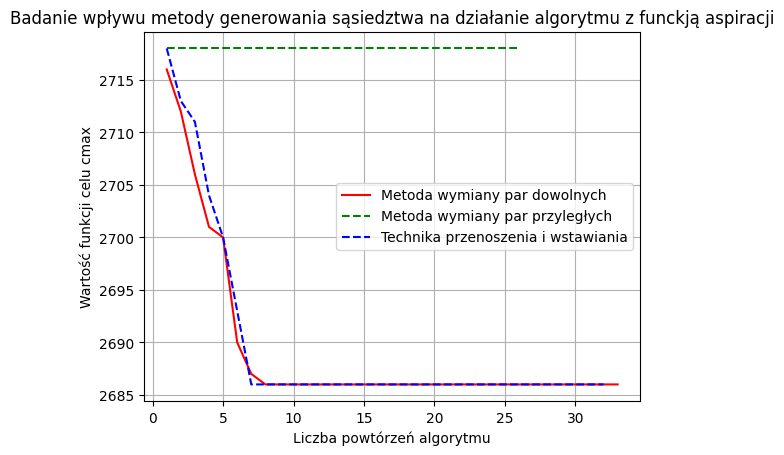 Badanie wpływu metody generowania sąsiedztwa na działanie algorytmu z funckją aspiracji
Wartość funkcji celu cmax
2715
2710
2705
2700
2695
2690
2685
Metoda wymiany par dowolnych
Metoda wymiany par przyległych
Technika przenoszenia i wstawiania
0 5 10 15 20 25 30
Liczba powtórzeń algorytmu